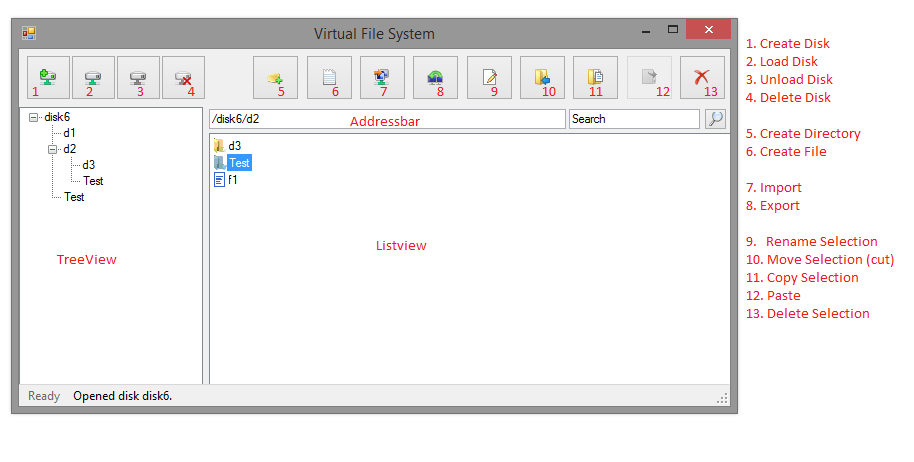 Virtual File System
1
2
3
4
5
6
7
8
9
10
11
12
13
disk6
d1
d2
d3
Test
Test
TreeView
/disk6/d2
Addressbar
Search
d3
Test
f1
Listview
Ready Opened disk disk6.
1. Create Disk
2. Load Disk
3. Unload Disk
4. Delete Disk
5. Create Directory
6. Create File
7. Import
8. Export
9. Rename Selection
10. Move Selection (cut)
11. Copy Selection
12. Paste
13. Delete Selection